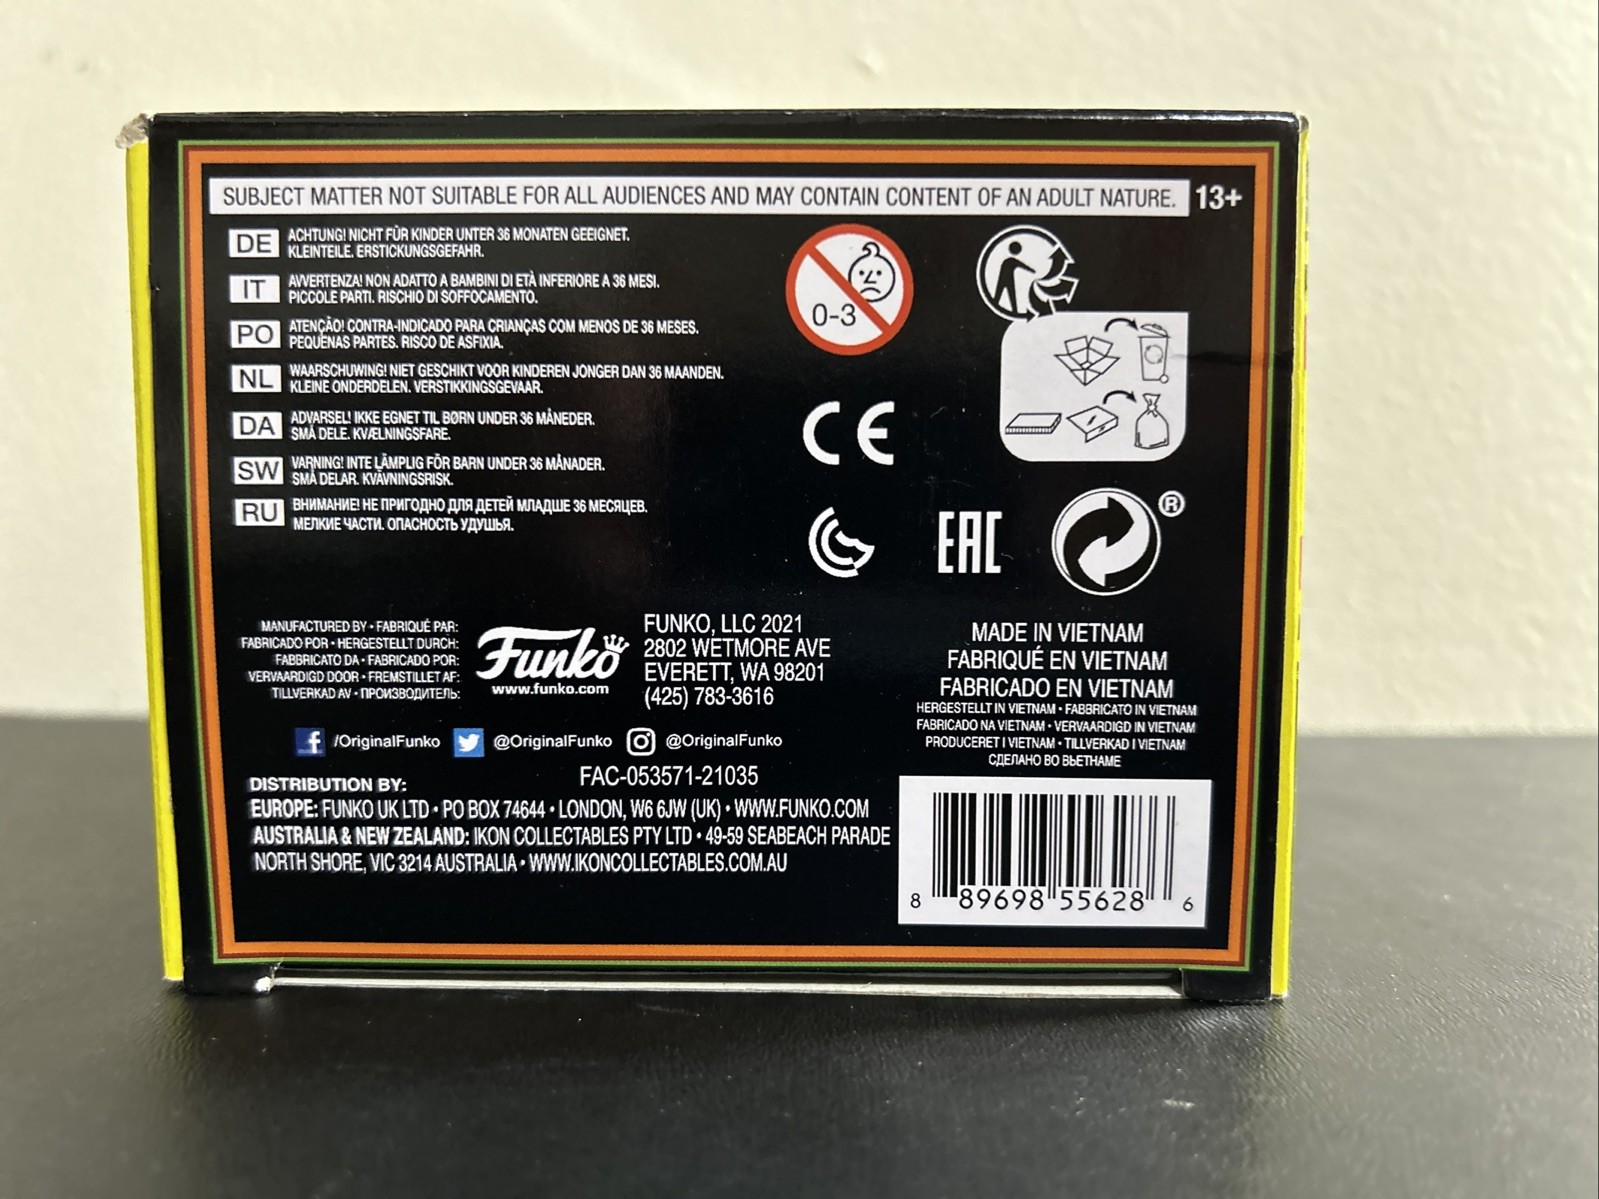 SUBJECT MATTER NOT SUITABLE FOR ALL AUDIENCES AND MAY CONTAIN CONTENT OF AN ADULT NATURE. 13+
DE ACHTUNG! NICHT FÜR KINDER UNTER 36 MONATEN GEEIGNET.
KLEINTEILE. ERSTICKUNGSGEFAHR.
IT AVVERTENZA! NON ADATTO A BAMBINI DI ETÀ INFERIORE A 36 MESI.
PICCOLE PARTI. RISCHIO DI SOFFOCAMENTO.
PO ATENÇÃO! CONTRA-INDICADO PARA CRIANÇAS COM MENOS DE 36 MESES.
PEQUENAS PARTES. RISCO DE ASFIXIA.
NL WAARSCHUWING! NIET GESCHIKT VOOR KINDEREN JONGER DAN 36 MAANDEN.
KLEINE ONDERDELEN. VERSTIKKINGSGEVAAR.
DA ADVARSEL! IKKE EGNET TIL BØRN UNDER 36 MÅNEDER.
SMÅ DELE. KVÆLNINGSFARE.
SW VARNING! INTE LÄMPLIG FÖR BARN UNDER 36 MÅNADER.
SMÅ DELAR. KVÄVNINGSRISK.
RU ВНИМАНИЕ! НЕ ПРИГОДНО ДЛЯ ДЕТЕЙ МЛАДШЕ 36 МЕСЯЦЕВ.
МЕЛКИЕ ЧАСТИ. ОПАСНОСТЬ УДУШЬЯ.
0-3
CE
EAC
®
MANUFACTURED BY • FABRIQUÉ PAR:
FABRICADO POR • HERGESTELLT DURCH:
FABBRICATO DA • FABRICADO POR:
VERVAARDIGD DOOR • FREMSTILLET AF:
TILLVERKAD AV • ПРОИЗВОДИТЕЛЬ:
Funko
www.funko.com
FUNKO, LLC 2021
2802 WETMORE AVE
EVERETT, WA 98201
(425) 783-3616
MADE IN VIETNAM
FABRIQUÉ EN VIETNAM
FABRICADO EN VIETNAM
HERGESTELLT IN VIETNAM • FABBRICATO IN VIETNAM
FABRICADO NA VIETNAM • VERVAARDIGD IN VIETNAM
PRODUCERET I VIETNAM • TILLVERKAD I VIETNAM
СДЕЛАНО ВО ВЬЕТНАМЕ
f /OriginalFunko @OriginalFunko @OriginalFunko
FAC-053571-21035
DISTRIBUTION BY:
EUROPE: FUNKO UK LTD • PO BOX 74644 • LONDON, W6 6JW (UK) • WWW.FUNKO.COM
AUSTRALIA & NEW ZEALAND: IKON COLLECTABLES PTY LTD • 49-59 SEABEACH PARADE
NORTH SHORE, VIC 3214 AUSTRALIA • WWW.IKONCOLLECTABLES.COM.AU
8 89698 55628 6